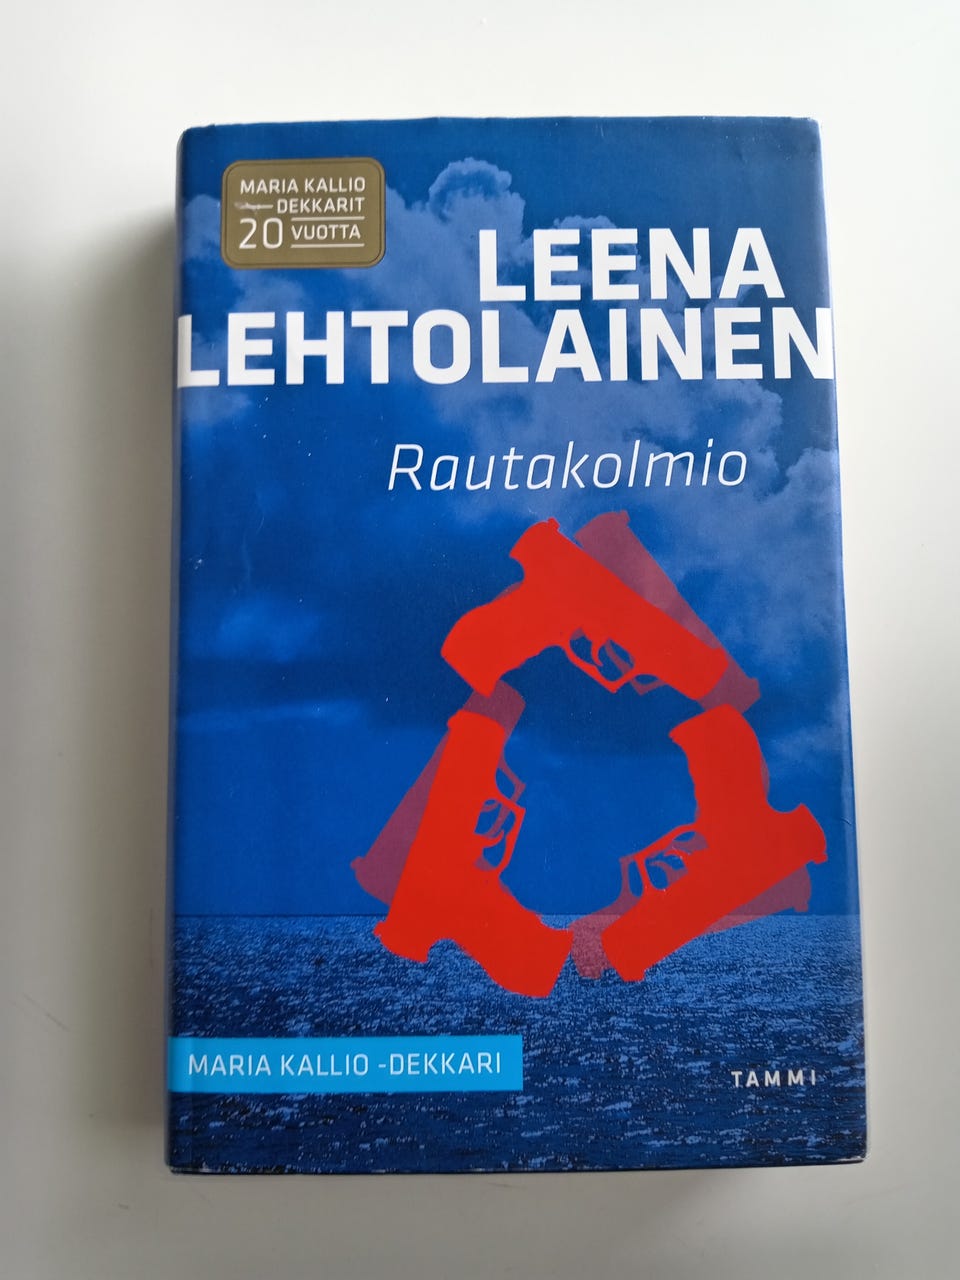 MARIA KALLIO
DEKKARIT
20 VUOTTA
LEENA
LEHTOLAINEN
Rautakolmio
MARIA KALLIO -DEKKARI
TAMMI